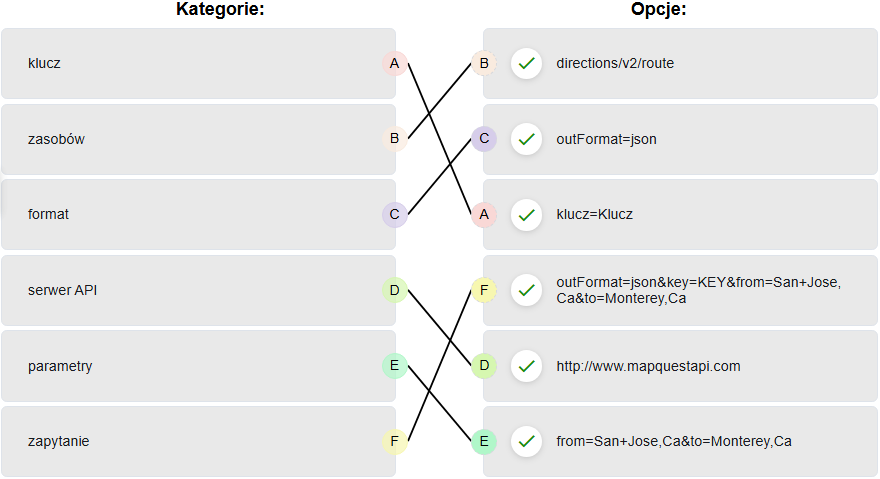 Kategorie: Opcje:
klucz A B directions/v2/route
zasobów B C outFormat=json
format C A klucz=Klucz
serwer API D F outFormat=json&key=KEY&from=San+Jose,
Ca&to=Monterey,Ca
parametry E D http://www.mapquestapi.com
zapytanie F E from=San+Jose,Ca&to=Monterey,Ca